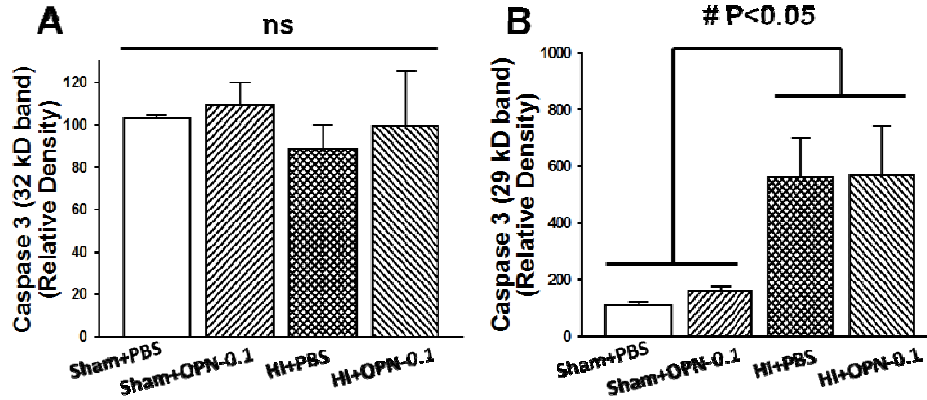 A
ns
Caspase 3 (32 kD band)
(Relative Density)
120
100
80
60
40
20
0
Sham+PBS
Sham+OPN-0.1
HI+PBS
HI+OPN-0.1
B
# P<0.05
Caspase 3 (29 kD band)
(Relative Density)
1000
800
600
400
200
0
Sham+PBS
Sham+OPN-0.1
HI+PBS
HI+OPN-0.1